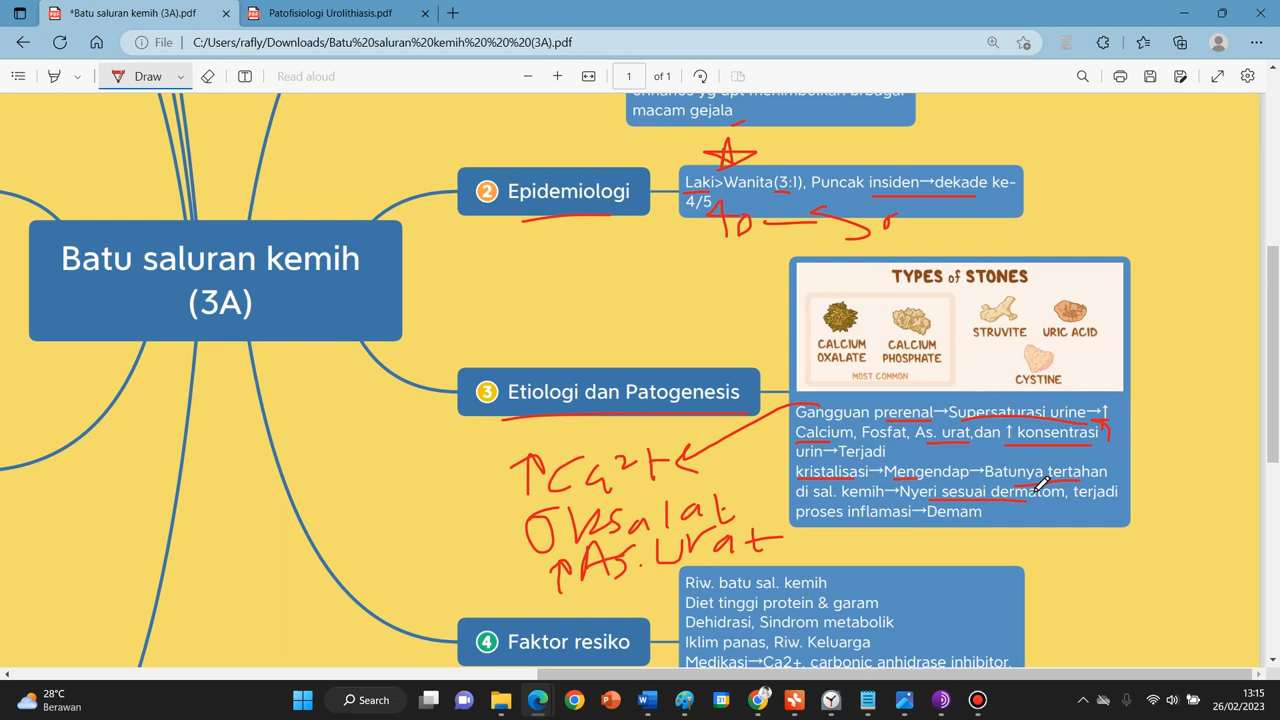 *Batu saluran kemih (3A).pdf
Patofisiologi Urolithiasis.pdf
File
C:/Users/rafly/Downloads/Batu%20saluran%20kemih%20%20%20(3A).pdf
Draw
Read aloud
1
of 1
macam gejala
2 Epidemiologi
Laki>Wanita(3:1), Puncak insiden→dekade ke-
4/5
40 — 50
Batu saluran kemih
(3A)
TYPES of STONES
CALCIUM
OXALATE
CALCIUM
PHOSPHATE
MOST COMMON
STRUVITE
URIC ACID
CYSTINE
3 Etiologi dan Patogenesis
Gangguan prerenal→Supersaturasi urine→↑
Calcium, Fosfat, As. urat,dan ↑ konsentrasi
urin→Terjadi
kristalisasi→Mengendap→Batunya tertahan
di sal. kemih→Nyeri sesuai dermatom, terjadi
proses inflamasi→Demam
↑Ca2+
Oksalat
↑As. Urat
4 Faktor resiko
Riw. batu sal. kemih
Diet tinggi protein & garam
Dehidrasi, Sindrom metabolik
Iklim panas, Riw. Keluarga
Medikasi→Ca2+, carbonic anhidrase inhibitor,
28°C
Berawan
Search
13:15
26/02/2023